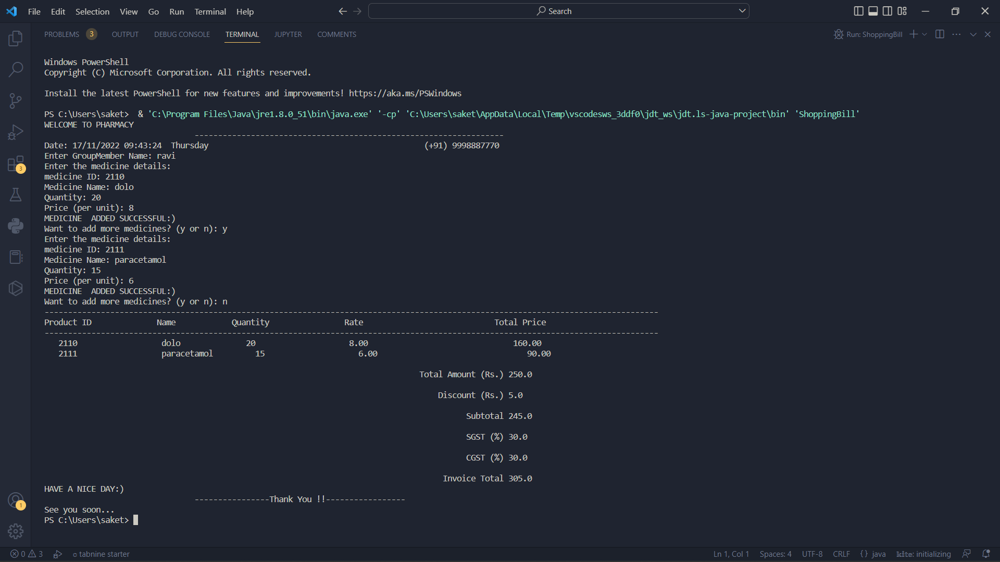 File Edit Selection View Go Run Terminal Help Search
PROBLEMS 3 OUTPUT DEBUG CONSOLE TERMINAL JUPYTER COMMENTS Run: ShoppingBill
Windows PowerShell
Copyright (C) Microsoft Corporation. All rights reserved.
Install the latest PowerShell for new features and improvements! https://aka.ms/PSWindows
PS C:\Users\saket>  & 'C:\Program Files\Java\jre1.8.0_51\bin\java.exe' '-cp' 'C:\Users\saket\AppData\Local\Temp\vscodesws_3ddf0\jdt_ws\jdt.ls-java-project\bin' 'ShoppingBill'
WELCOME TO PHARMACY
------------------------------------------------------------------
Date: 17/11/2022 09:43:24  Thursday (+91) 9998887770
Enter GroupMember Name: ravi
Enter the medicine details:
medicine ID: 2110
Medicine Name: dolo
Quantity: 20
Price (per unit): 8
MEDICINE  ADDED SUCCESSFUL:)
Want to add more medicines? (y or n): y
Enter the medicine details:
medicine ID: 2111
Medicine Name: paracetamol
Quantity: 15
Price (per unit): 6
MEDICINE  ADDED SUCCESSFUL:)
Want to add more medicines? (y or n): n
-----------------------------------------------------------------------------------------------------------------------------------
Product ID Name Quantity Rate Total Price
-----------------------------------------------------------------------------------------------------------------------------------
2110 dolo 20 8.00 160.00
2111 paracetamol 15 6.00 90.00
Total Amount (Rs.) 250.0
Discount (Rs.) 5.0
Subtotal 245.0
SGST (%) 30.0
CGST (%) 30.0
Invoice Total 305.0
HAVE A NICE DAY:)
----------------Thank You !!-----------------
See you soon...
PS C:\Users\saket>
3
1
0 3 tabnine starter Ln 1, Col 1 Spaces: 4 UTF-8 CRLF {} java kite: initializing